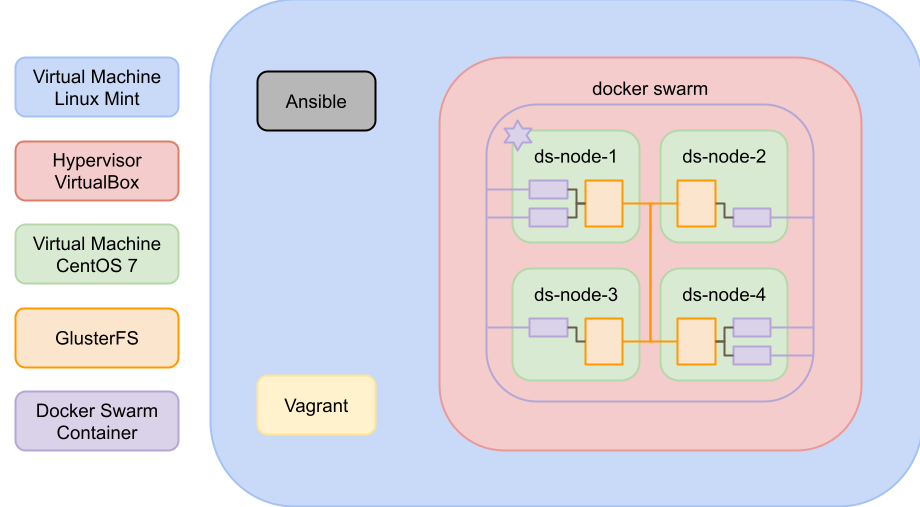 Virtual Machine
Linux Mint
Hypervisor
VirtualBox
Virtual Machine
CentOS 7
GlusterFS
Docker Swarm
Container
Ansible
Vagrant
docker swarm
ds-node-1
ds-node-2
ds-node-3
ds-node-4